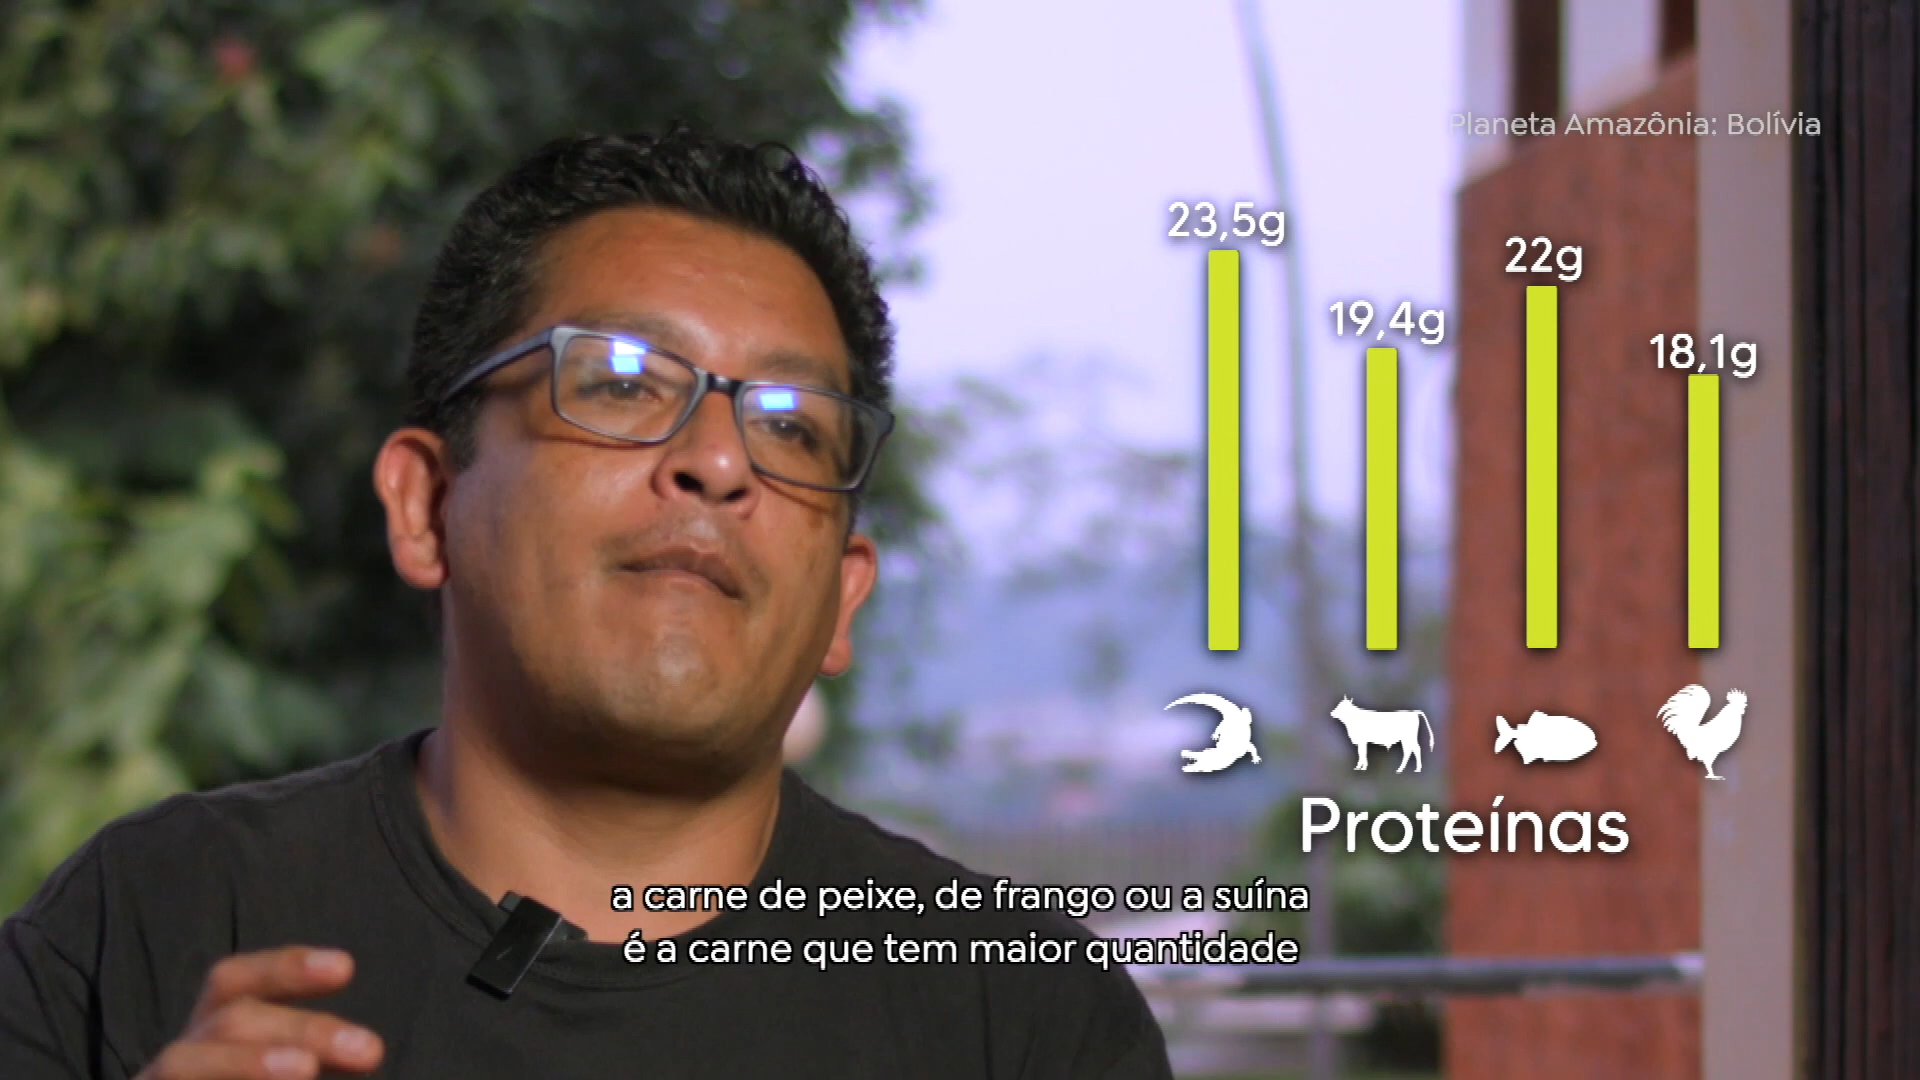 Planeta Amazônia: Bolívia
23,5g
19,4g
22g
18,1g
Proteínas
a carne de peixe, de frango ou a suína
é a carne que tem maior quantidade